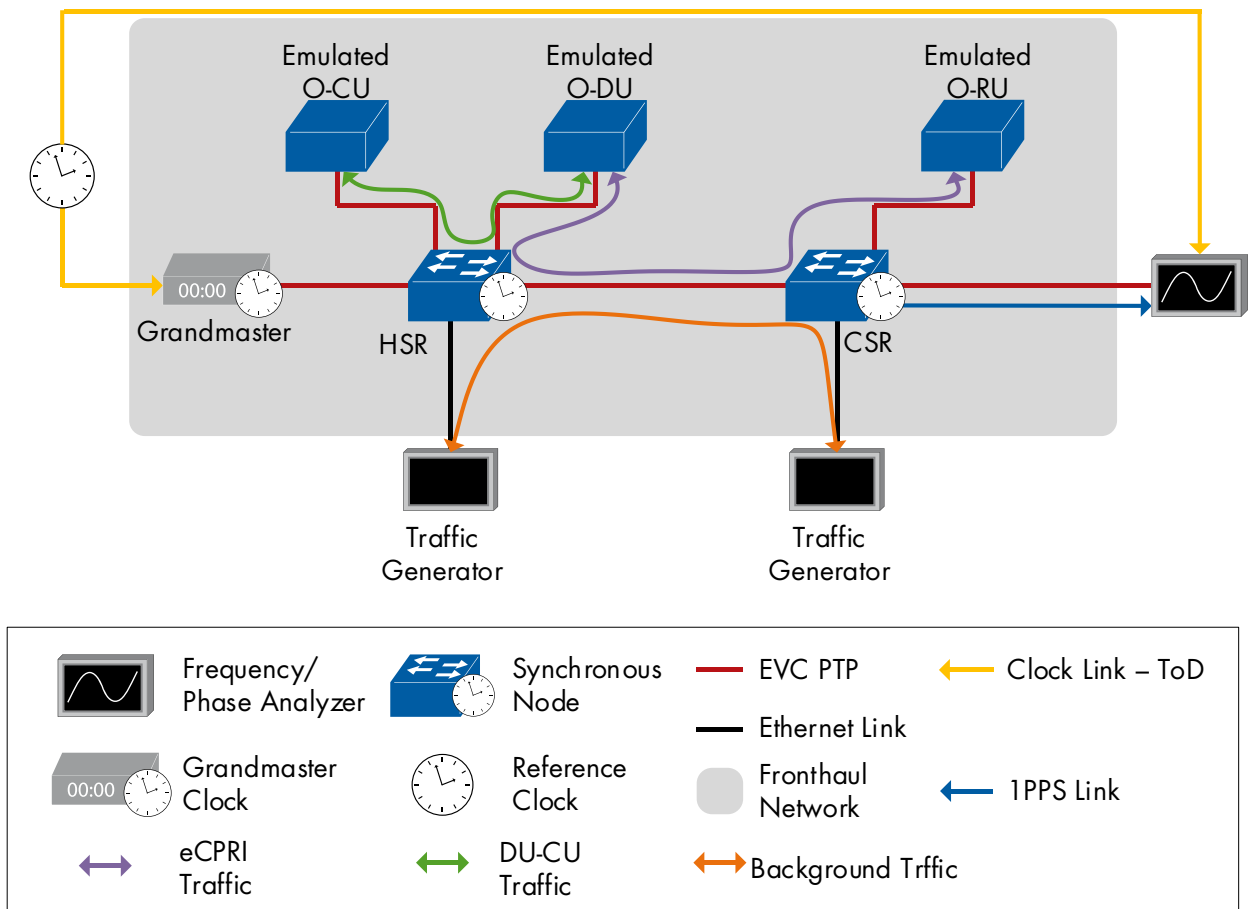 Emulated
O-CU
Emulated
O-DU
Emulated
O-RU
00:00
Grandmaster
HSR
CSR
Traffic
Generator
Traffic
Generator
Frequency/
Phase Analyzer
Synchronous
Node
EVC PTP
Clock Link – ToD
Ethernet Link
00:00
Grandmaster
Clock
Reference
Clock
Fronthaul
Network
1PPS Link
eCPRI
Traffic
DU-CU
Traffic
Background Trffic